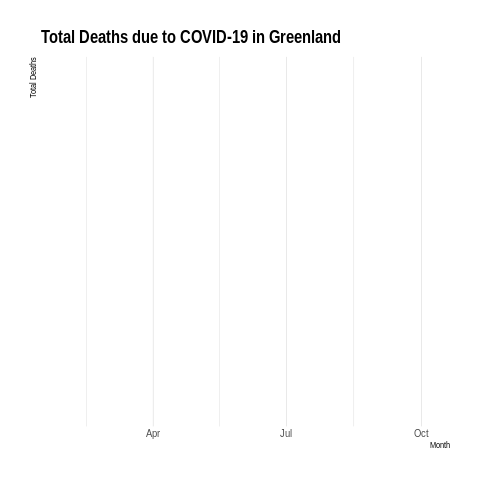 Total Deaths due to COVID-19 in Greenland
Total Deaths
Apr Jul Oct
Month